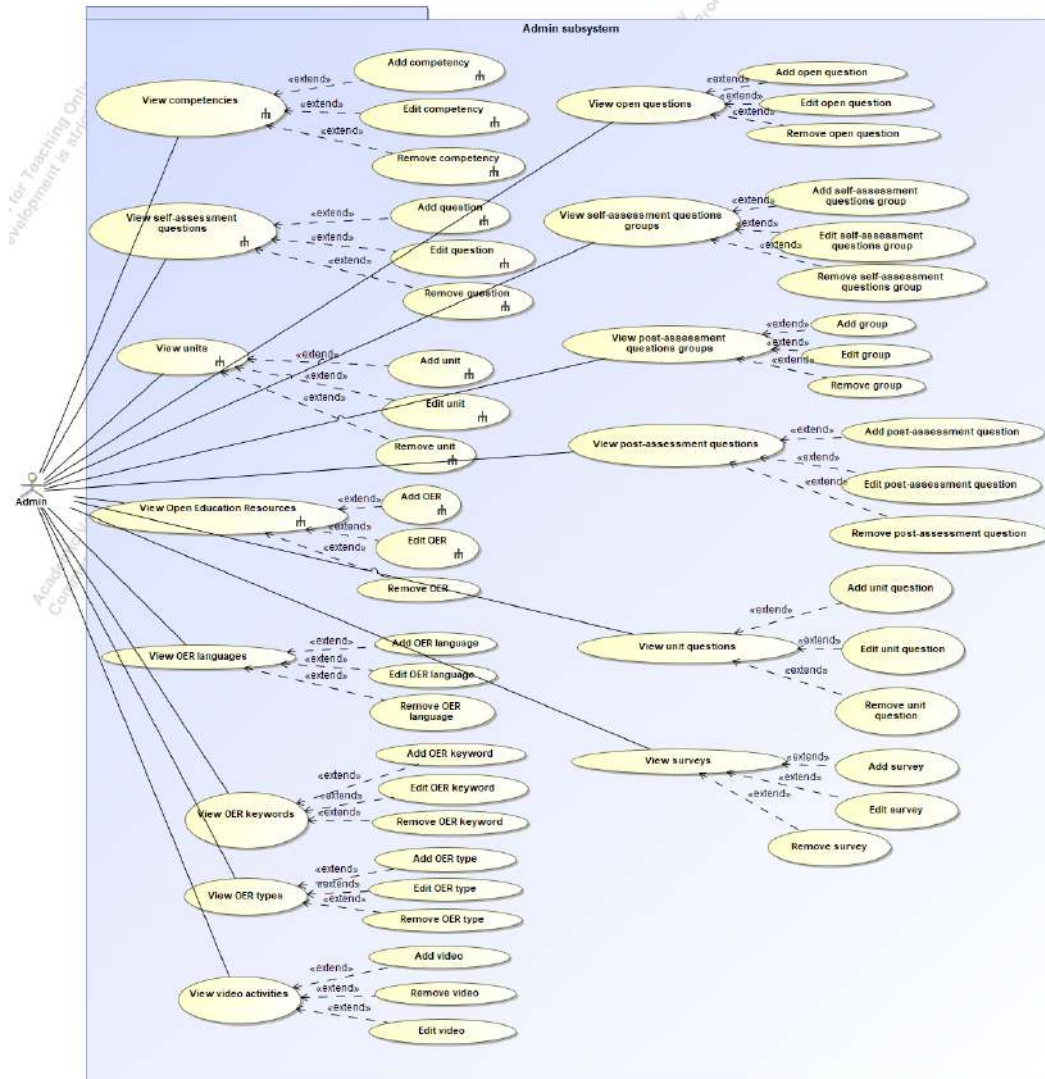 Admin subsystem
Admin
View competencies
«extend»
Add competency
«extend»
Edit competency
«extend»
Remove competency
View self-assessment
questions
«extend»
Add question
«extend»
Edit question
«extend»
Remove question
View units
«extend»
Add unit
«extend»
Edit unit
«extend»
Remove unit
View Open Education Resources
«extend»
Add OER
«extend»
Edit OER
«extend»
Remove OER
View OER languages
«extend»
Add OER language
«extend»
Edit OER language
«extend»
Remove OER
language
View OER keywords
«extend»
Add OER keyword
«extend»
Edit OER keyword
«extend»
Remove OER keyword
View OER types
«extend»
Add OER type
«extend»
Edit OER type
«extend»
Remove OER type
View video activities
«extend»
Add video
«extend»
Remove video
«extend»
Edit video
View open questions
«extend»
Add open question
«extend»
Edit open question
«extend»
Remove open question
View self-assessment questions
groups
«extend»
Add self-assessment
questions group
«extend»
Edit self-assessment
questions group
«extend»
Remove self-assessment
questions group
View post-assessment
questions groups
«extend»
Add group
«extend»
Edit group
«extend»
Remove group
View post-assessment questions
«extend»
Add post-assessment question
«extend»
Edit post-assessment question
«extend»
Remove post-assessment question
View unit questions
«extend»
Add unit question
«extend»
Edit unit question
«extend»
Remove unit
question
View surveys
«extend»
Add survey
«extend»
Edit survey
«extend»
Remove survey
for Teaching Only